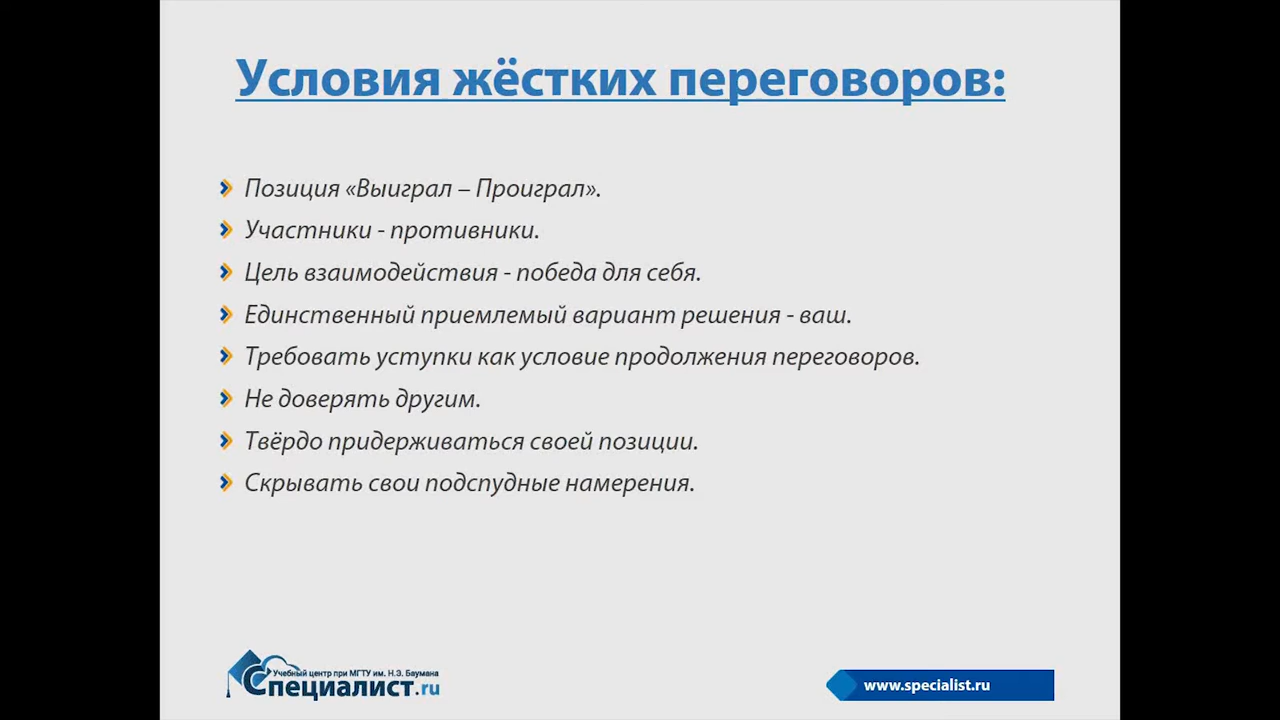 Условия жёстких переговоров:
Позиция «Выиграл – Проиграл».
Участники - противники.
Цель взаимодействия - победа для себя.
Единственный приемлемый вариант решения - ваш.
Требовать уступки как условие продолжения переговоров.
Не доверять другим.
Твёрдо придерживаться своей позиции.
Скрывать свои подспудные намерения.
Учебный центр при МГТУ им. Н.Э. Баумана
Специалист.ru
www.specialist.ru